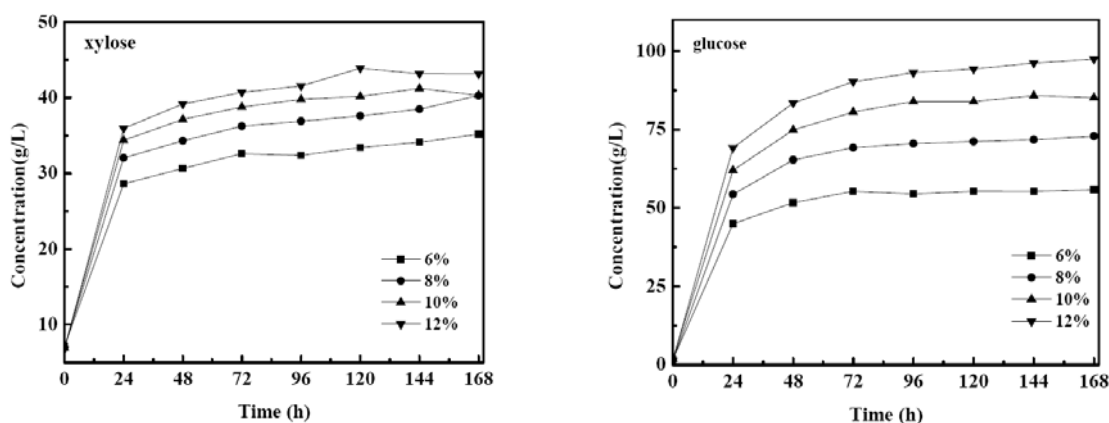 xylose
Concentration(g/L)
50
40
30
20
10
6%
8%
10%
12%
0 24 48 72 96 120 144 168
Time (h)
glucose
Concentration(g/L)
100
75
50
25
0
6%
8%
10%
12%
0 24 48 72 96 120 144 168
Time (h)